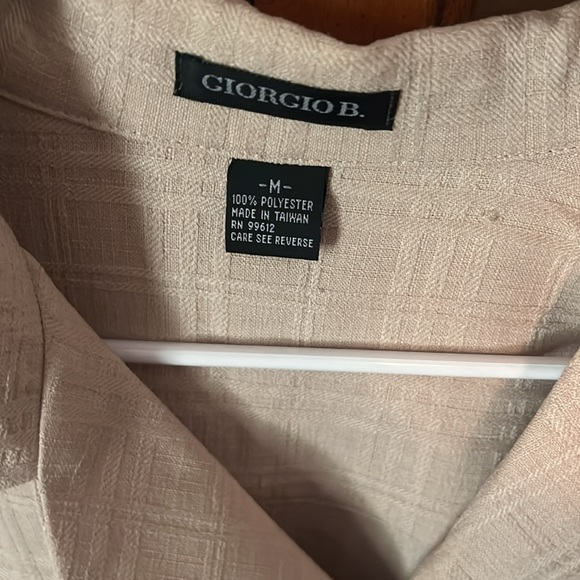 GIORGIO B.
-M-
100% POLYESTER
MADE IN TAIWAN
RN 99612
CARE SEE REVERSE